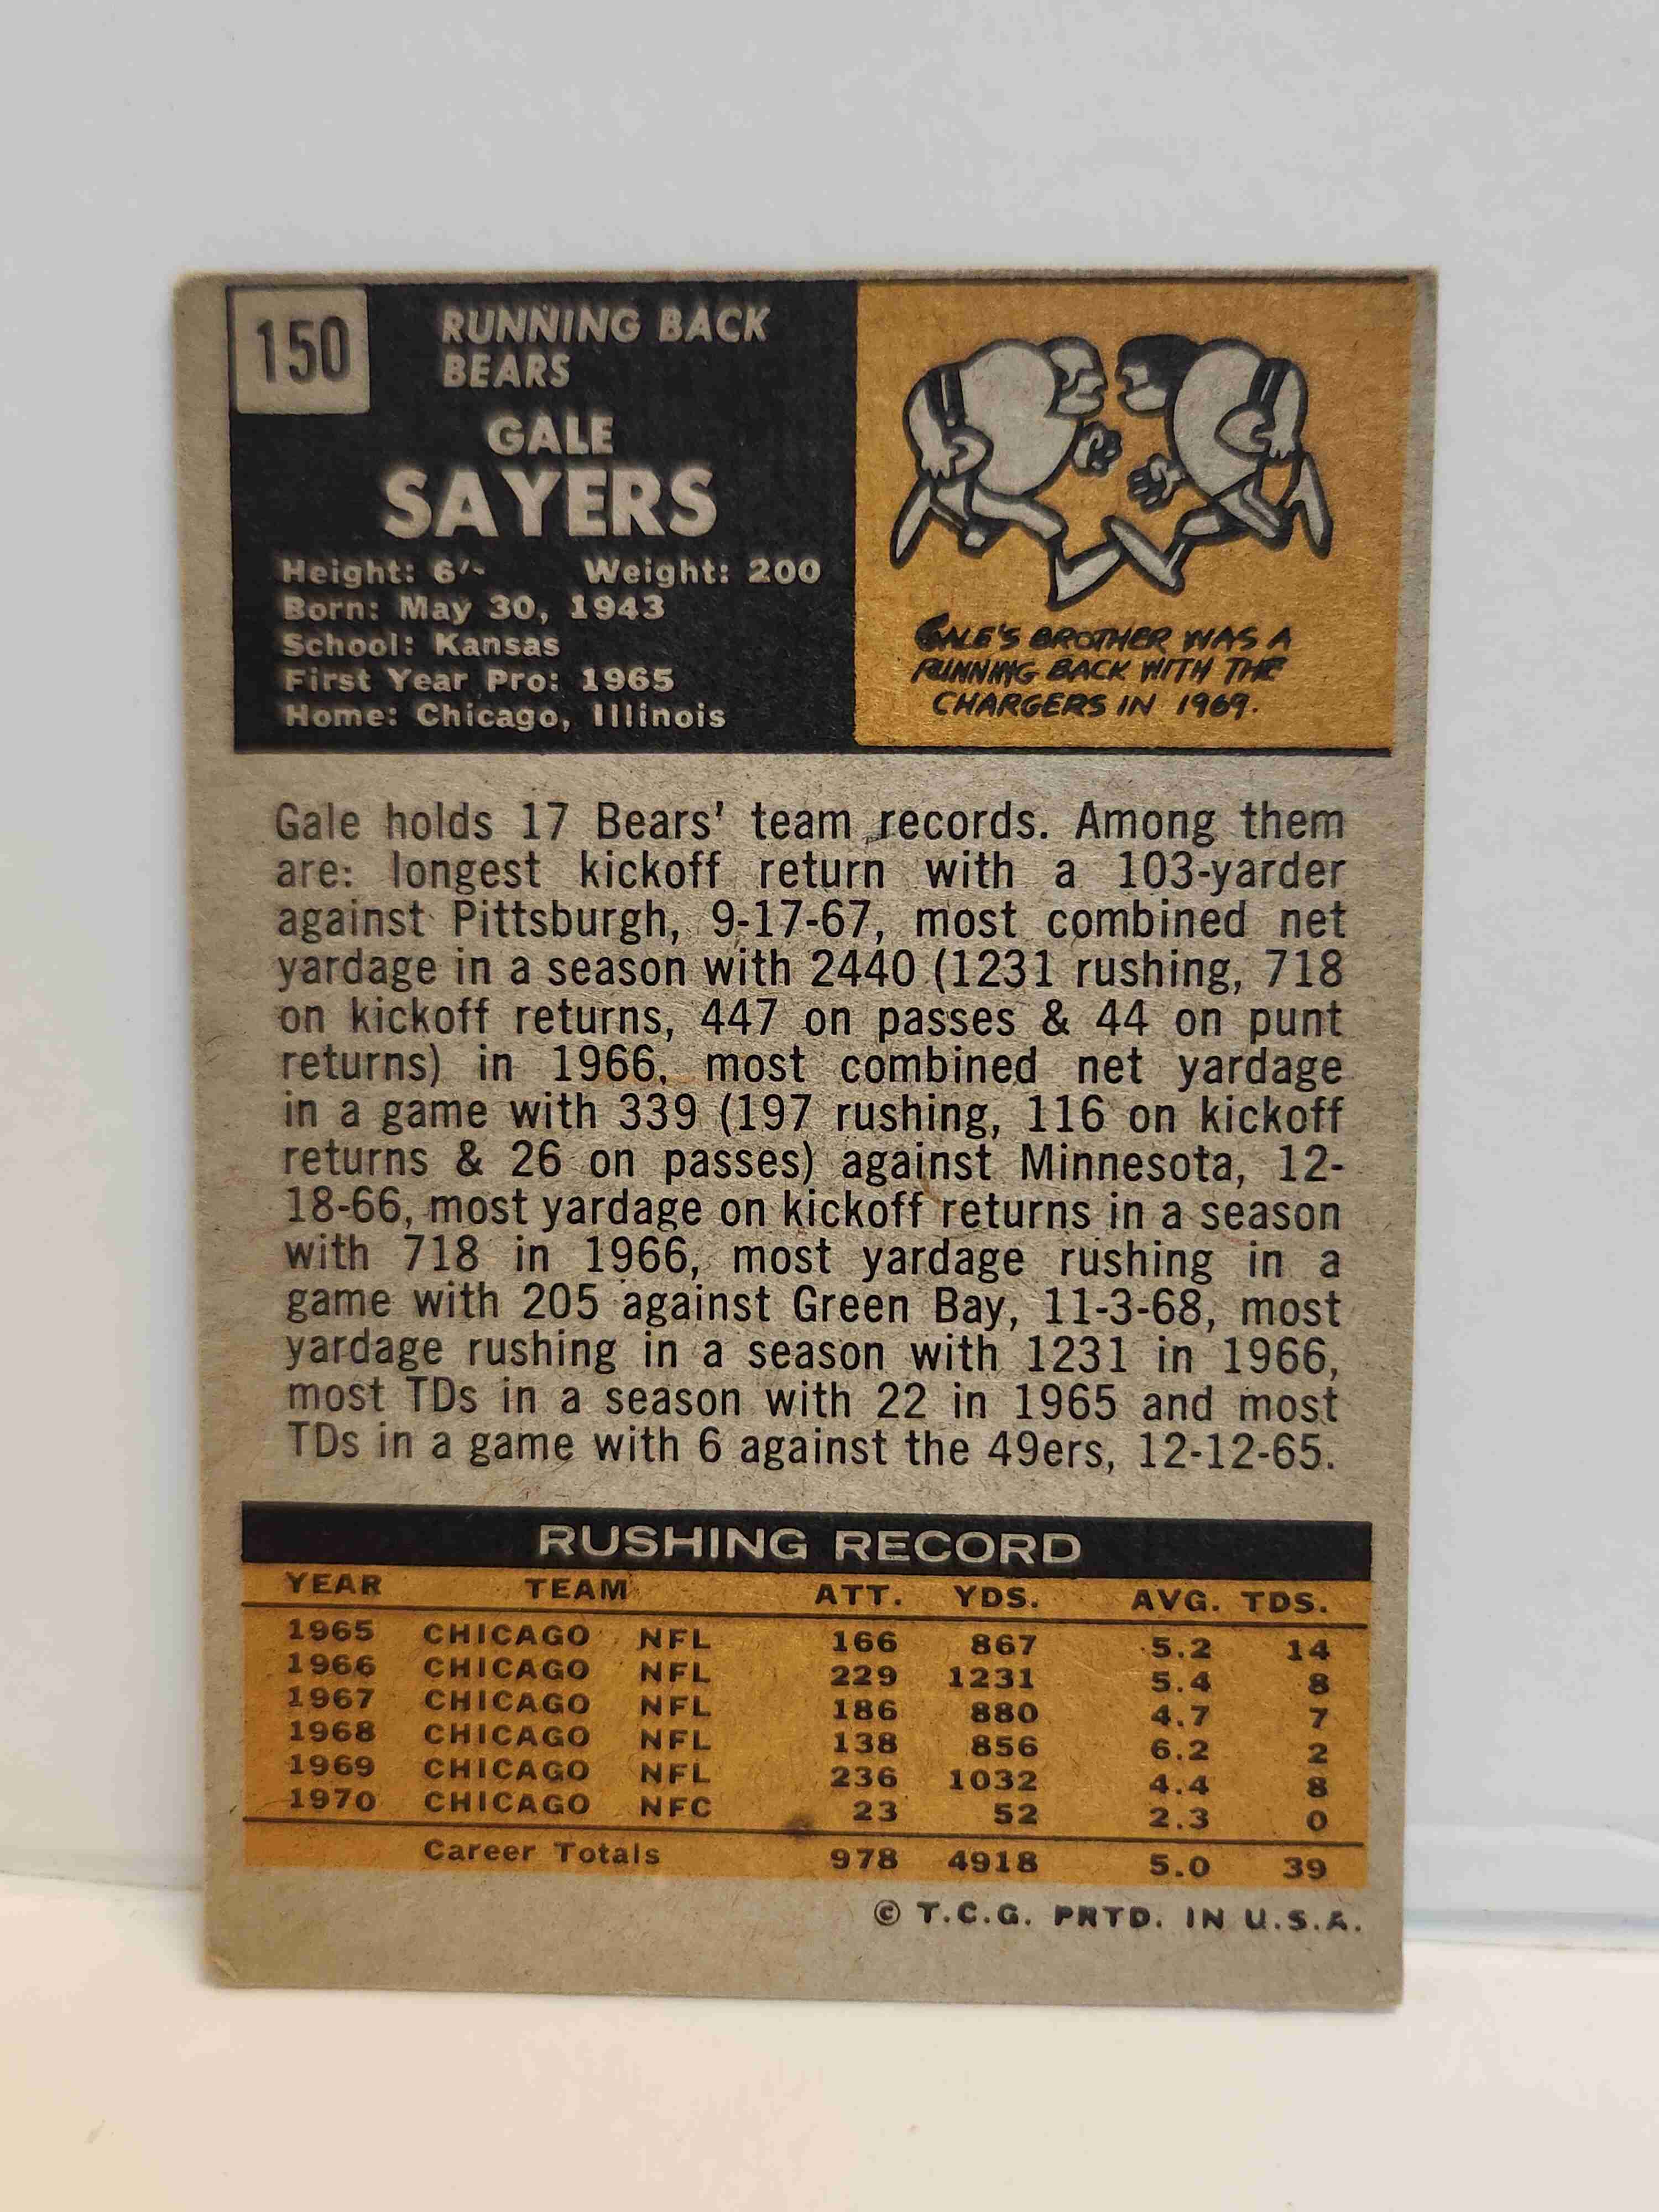 150
RUNNING BACK
BEARS
GALE
SAYERS
Height: 6'- Weight: 200
Born: May 30, 1943
School: Kansas
First Year Pro: 1965
Home: Chicago, Illinois
GALE'S BROTHER WAS A
RUNNING BACK WITH THE
CHARGERS IN 1969.
Gale holds 17 Bears' team records. Among them
are: longest kickoff return with a 103-yarder
against Pittsburgh, 9-17-67, most combined net
yardage in a season with 2440 (1231 rushing, 718
on kickoff returns, 447 on passes & 44 on punt
returns) in 1966, most combined net yardage
in a game with 339 (197 rushing, 116 on kickoff
returns & 26 on passes) against Minnesota, 12-
18-66, most yardage on kickoff returns in a season
with 718 in 1966, most yardage rushing in a
game with 205 against Green Bay, 11-3-68, most
yardage rushing in a season with 1231 in 1966,
most TDs in a season with 22 in 1965 and most
TDs in a game with 6 against the 49ers, 12-12-65.
RUSHING RECORD
YEAR TEAM ATT. YDS. AVG. TDS.
1965 CHICAGO NFL 166 867 5.2 14
1966 CHICAGO NFL 229 1231 5.4 8
1967 CHICAGO NFL 186 880 4.7 7
1968 CHICAGO NFL 138 856 6.2 2
1969 CHICAGO NFL 236 1032 4.4 8
1970 CHICAGO NFC 23 52 2.3 0
Career Totals 978 4918 5.0 39
© T.C.G. PRTD. IN U.S.A.